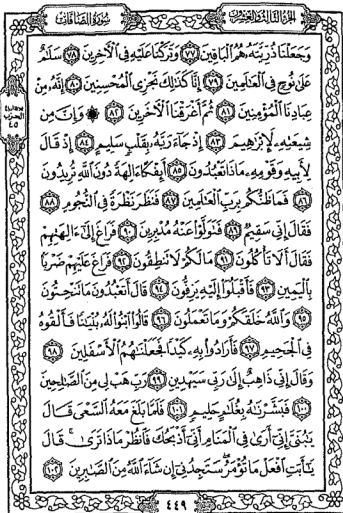 الجزء الثالث والعشرون
سورة الصافات
وَجَعَلْنَا ذُرِّيَّتَهُۥ هُمُ ٱلْبَاقِينَ ٧٧ وَتَرَكْنَا عَلَيْهِ فِى ٱلْءَاخِرِينَ ٧٨ سَلَٰمٌ
عَلَىٰ نُوحٍ فِى ٱلْعَٰلَمِينَ ٧٩ إِنَّا كَذَٰلِكَ نَجْزِى ٱلْمُحْسِنِينَ ٨٠ إِنَّهُۥ مِنْ
عِبَادِنَا ٱلْمُؤْمِنِينَ ٨١ ثُمَّ أَغْرَقْنَا ٱلْءَاخَرِينَ ٨٢ ۞ وَإِنَّ مِن
شِيعَتِهِۦ لَإِبْرَٰهِيمَ ٨٣ إِذْ جَآءَ رَبَّهُۥ بِقَلْبٍ سَلِيمٍ ٨٤ إِذْ قَالَ
لِأَبِيهِ وَقَوْمِهِۦ مَاذَا تَعْبُدُونَ ٨٥ أَئِفْكًا ءَالِهَةً دُونَ ٱللَّهِ تُرِيدُونَ
٨٦ فَمَا ظَنُّكُم بِرَبِّ ٱلْعَٰلَمِينَ ٨٧ فَنَظَرَ نَظْرَةً فِى ٱلنُّجُومِ ٨٨
فَقَالَ إِنِّى سَقِيمٌ ٨٩ فَتَوَلَّوْا۟ عَنْهُ مُدْبِرِينَ ٩٠ فَرَاغَ إِلَىٰٓ ءَالِهَتِهِمْ
فَقَالَ أَلَا تَأْكُلُونَ ٩١ مَا لَكُمْ لَا تَنطِقُونَ ٩٢ فَرَاغَ عَلَيْهِمْ ضَرْبًۢا
بِٱلْيَمِينِ ٩٣ فَأَقْبَلُوٓا۟ إِلَيْهِ يَزِفُّونَ ٩٤ قَالَ أَتَعْبُدُونَ مَا تَنْحِتُونَ
٩٥ وَٱللَّهُ خَلَقَكُمْ وَمَا تَعْمَلُونَ ٩٦ قَالُوا۟ ٱبْنُوا۟ لَهُۥ بُنْيَٰنًا فَأَلْقُوهُ
فِى ٱلْجَحِيمِ ٩٧ فَأَرَادُوا۟ بِهِۦ كَيْدًا فَجَعَلْنَٰهُمُ ٱلْأَسْفَلِينَ ٩٨
وَقَالَ إِنِّى ذَاهِبٌ إِلَىٰ رَبِّى سَيَهْدِينِ ٩٩ رَبِّ هَبْ لِى مِنَ ٱلصَّٰلِحِينَ
١٠٠ فَبَشَّرْنَٰهُ بِغُلَٰمٍ حَلِيمٍ ١٠١ فَلَمَّا بَلَغَ مَعَهُ ٱلسَّعْىَ قَالَ
يَٰبُنَىَّ إِنِّىٓ أَرَىٰ فِى ٱلْمَنَامِ أَنِّىٓ أَذْبَحُكَ فَٱنظُرْ مَاذَا تَرَىٰ قَالَ
يَٰٓأَبَتِ ٱفْعَلْ مَا تُؤْمَرُ سَتَجِدُنِىٓ إِن شَآءَ ٱللَّهُ مِنَ ٱلصَّٰبِرِينَ ١٠٢
الحزب
٤٥
٤٤٩